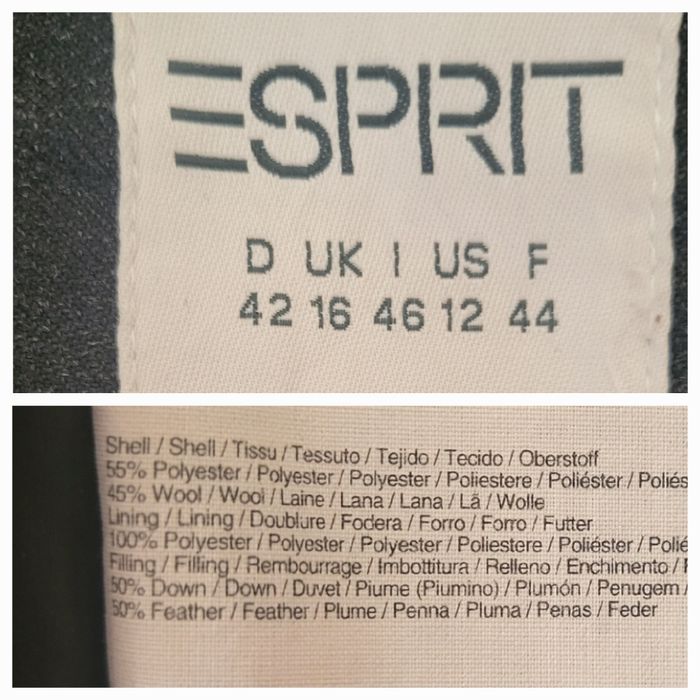 ESPRIT
D UK I US F
42 16 46 12 44
Shell / Shell / Tissu / Tessuto / Tejido / Tecido / Oberstoff
55% Polyester / Polyester / Polyester / Poliestere / Poliéster / Poliés
45% Wool / Wool / Laine / Lana / Lana / Lã / Wolle
Lining / Lining / Doublure / Fodera / Forro / Forro / Futter
100% Polyester / Polyester / Polyester / Poliestere / Poliéster / Polié
Filling / Filling / Rembourrage / Imbottitura / Relleno / Enchimento /
50% Down / Down / Duvet / Piume (Piumino) / Plumón / Penugem /
50% Feather / Feather / Plume / Penna / Pluma / Penas / Feder